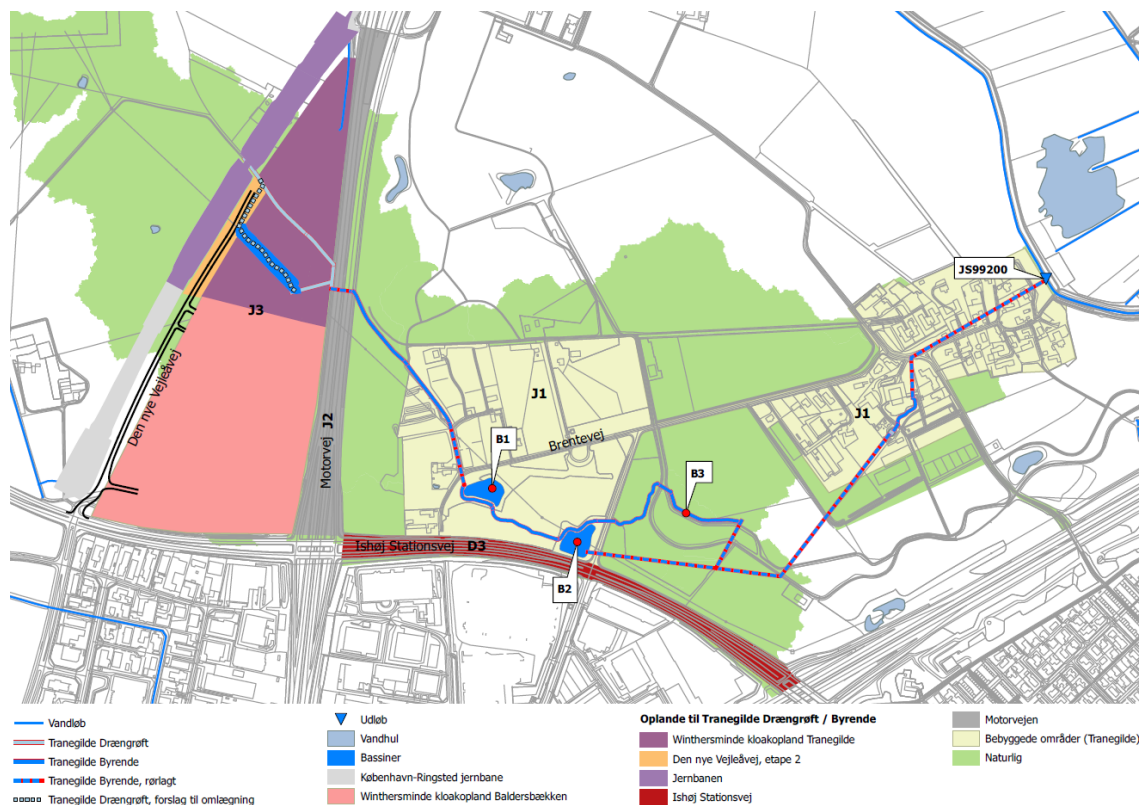 JS99200
J3
Den nye Vejleåvej
Motorvej J2
J1
Brentevej
J1
B1
B3
Ishøj Stationsvej D3
B2
Vandløb
Tranegilde Drængrøft
Tranegilde Byrende
Tranegilde Byrende, rørlagt
Tranegilde Drængrøft, forslag til omlægning
Udløb
Vandhul
Bassiner
København-Ringsted jernbane
Winthersminde kloakopland Baldersbækken
Oplande til Tranegilde Drængrøft / Byrende
Winthersminde kloakopland Tranegilde
Den nye Vejleåvej, etape 2
Jernbanen
Ishøj Stationsvej
Motorvejen
Bebyggede områder (Tranegilde)
Naturlig